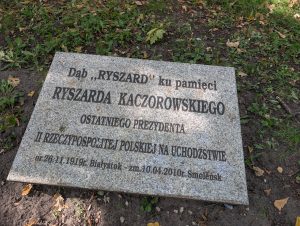 Dąb „RYSZARD" ku pamięci
RYSZARDA KACZOROWSKIEGO
OSTATNIEGO PREZYDENTA
II RZECZYPOSPOLITEJ POLSKIEJ NA UCHODŹSTWIE
ur.26.11.1919r. Białystok - zm.10.04.2010r. Smoleńsk